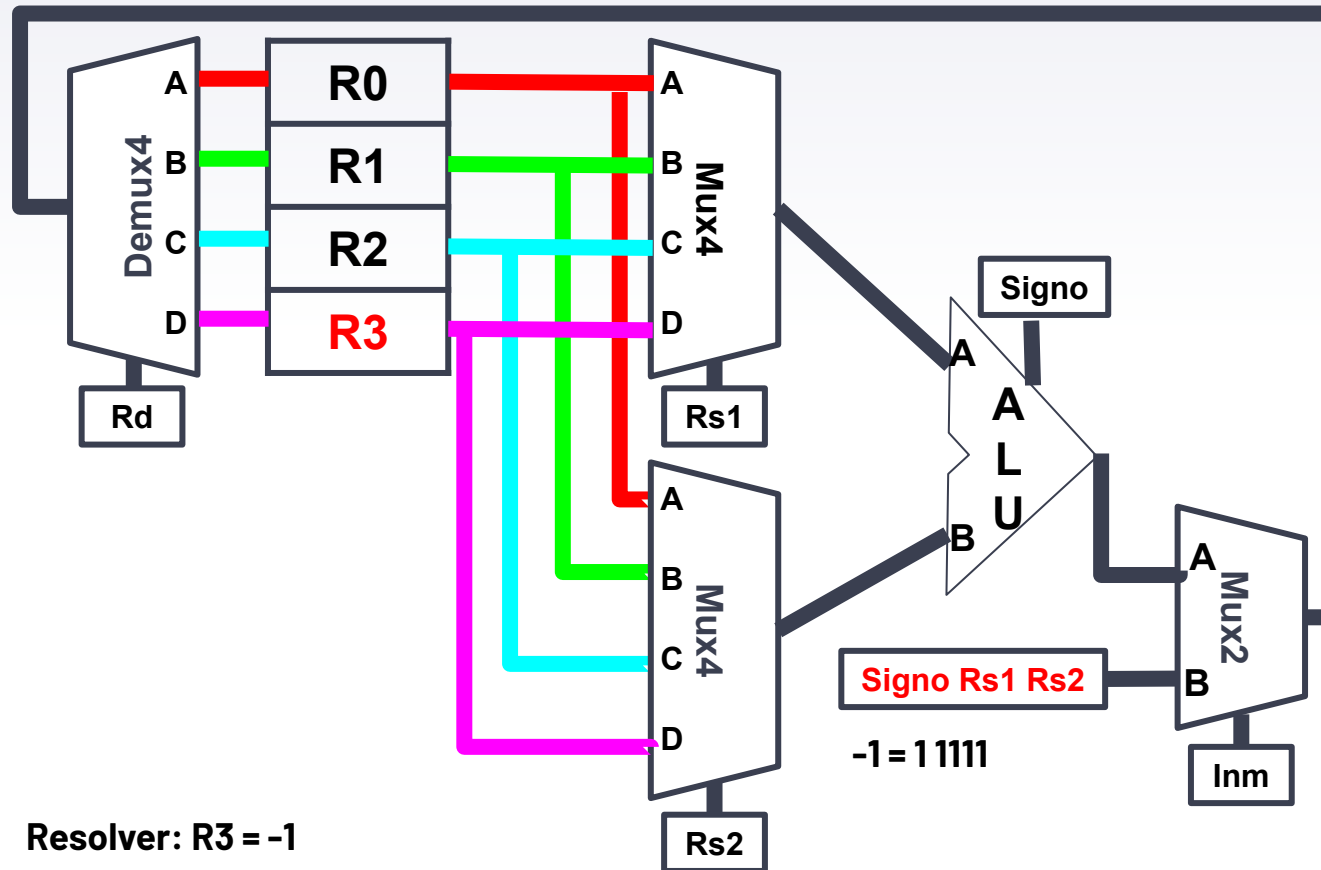 A
B
C
D
Demux4
Rd
R0
R1
R2
R3
A
B
C
D
Mux4
Rs1
A
B
C
D
Mux4
Rs2
Signo
A
B
A
L
U
Signo Rs1 Rs2
-1 = 1 1111
A
B
Mux2
Inm
Resolver: R3 = -1